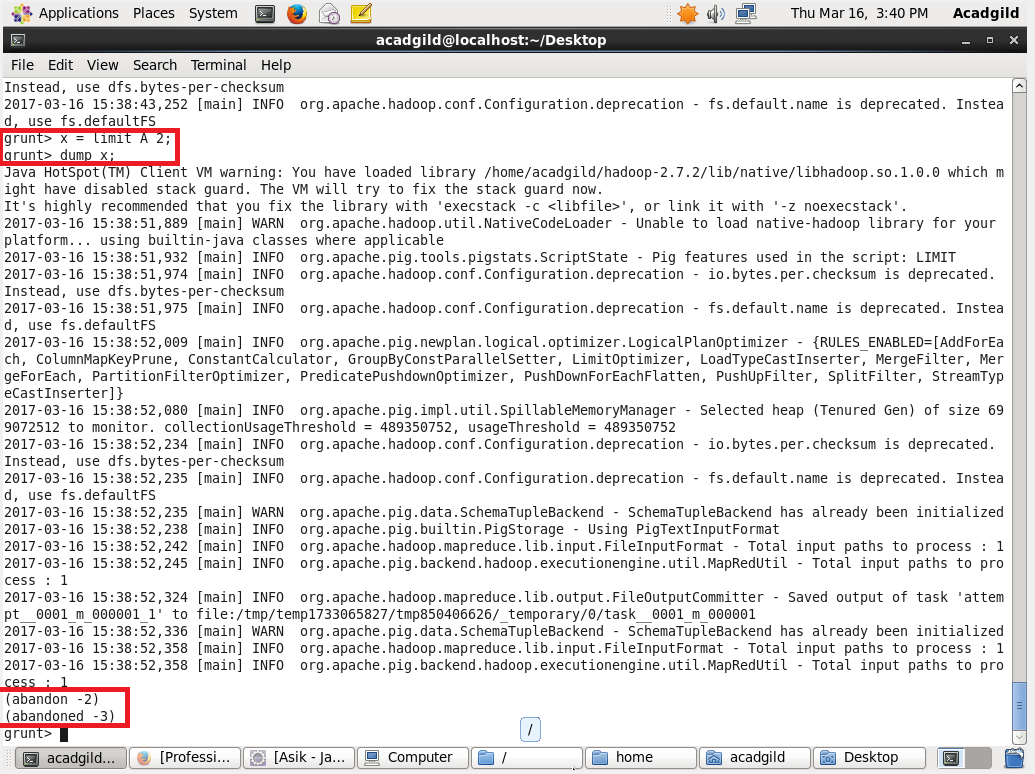 Applications Places System Thu Mar 16, 3:40 PM Acadgild
acadgild@localhost:~/Desktop
File Edit View Search Terminal Help
Instead, use dfs.bytes-per-checksum
2017-03-16 15:38:43,252 [main] INFO  org.apache.hadoop.conf.Configuration.deprecation - fs.default.name is deprecated. Instea
d, use fs.defaultFS
grunt> x = limit A 2;
grunt> dump x;
Java HotSpot(TM) Client VM warning: You have loaded library /home/acadgild/hadoop-2.7.2/lib/native/libhadoop.so.1.0.0 which m
ight have disabled stack guard. The VM will try to fix the stack guard now.
It's highly recommended that you fix the library with 'execstack -c <libfile>', or link it with '-z noexecstack'.
2017-03-16 15:38:51,889 [main] WARN  org.apache.hadoop.util.NativeCodeLoader - Unable to load native-hadoop library for your
platform... using builtin-java classes where applicable
2017-03-16 15:38:51,932 [main] INFO  org.apache.pig.tools.pigstats.ScriptState - Pig features used in the script: LIMIT
2017-03-16 15:38:51,974 [main] INFO  org.apache.hadoop.conf.Configuration.deprecation - io.bytes.per.checksum is deprecated.
Instead, use dfs.bytes-per-checksum
2017-03-16 15:38:51,975 [main] INFO  org.apache.hadoop.conf.Configuration.deprecation - fs.default.name is deprecated. Instea
d, use fs.defaultFS
2017-03-16 15:38:52,009 [main] INFO  org.apache.pig.newplan.logical.optimizer.LogicalPlanOptimizer - {RULES_ENABLED=[AddForEa
ch, ColumnMapKeyPrune, ConstantCalculator, GroupByConstParallelSetter, LimitOptimizer, LoadTypeCastInserter, MergeFilter, Mer
geForEach, PartitionFilterOptimizer, PredicatePushdownOptimizer, PushDownForEachFlatten, PushUpFilter, SplitFilter, StreamTyp
eCastInserter]}
2017-03-16 15:38:52,080 [main] INFO  org.apache.pig.impl.util.SpillableMemoryManager - Selected heap (Tenured Gen) of size 69
9072512 to monitor. collectionUsageThreshold = 489350752, usageThreshold = 489350752
2017-03-16 15:38:52,234 [main] INFO  org.apache.hadoop.conf.Configuration.deprecation - io.bytes.per.checksum is deprecated.
Instead, use dfs.bytes-per-checksum
2017-03-16 15:38:52,235 [main] INFO  org.apache.hadoop.conf.Configuration.deprecation - fs.default.name is deprecated. Instea
d, use fs.defaultFS
2017-03-16 15:38:52,235 [main] WARN  org.apache.pig.data.SchemaTupleBackend - SchemaTupleBackend has already been initialized
2017-03-16 15:38:52,238 [main] INFO  org.apache.pig.builtin.PigStorage - Using PigTextInputFormat
2017-03-16 15:38:52,242 [main] INFO  org.apache.hadoop.mapreduce.lib.input.FileInputFormat - Total input paths to process : 1
2017-03-16 15:38:52,245 [main] INFO  org.apache.pig.backend.hadoop.executionengine.util.MapRedUtil - Total input paths to pro
cess : 1
2017-03-16 15:38:52,324 [main] INFO  org.apache.hadoop.mapreduce.lib.output.FileOutputCommitter - Saved output of task 'attem
pt__0001_m_000001_1' to file:/tmp/temp1733065827/tmp850406626/_temporary/0/task__0001_m_000001
2017-03-16 15:38:52,336 [main] WARN  org.apache.pig.data.SchemaTupleBackend - SchemaTupleBackend has already been initialized
2017-03-16 15:38:52,358 [main] INFO  org.apache.hadoop.mapreduce.lib.input.FileInputFormat - Total input paths to process : 1
2017-03-16 15:38:52,358 [main] INFO  org.apache.pig.backend.hadoop.executionengine.util.MapRedUtil - Total input paths to pro
cess : 1
(abandon -2)
(abandoned -3)
grunt>
/
acadgild... [Professi... [Asik - Ja... Computer / home acadgild Desktop